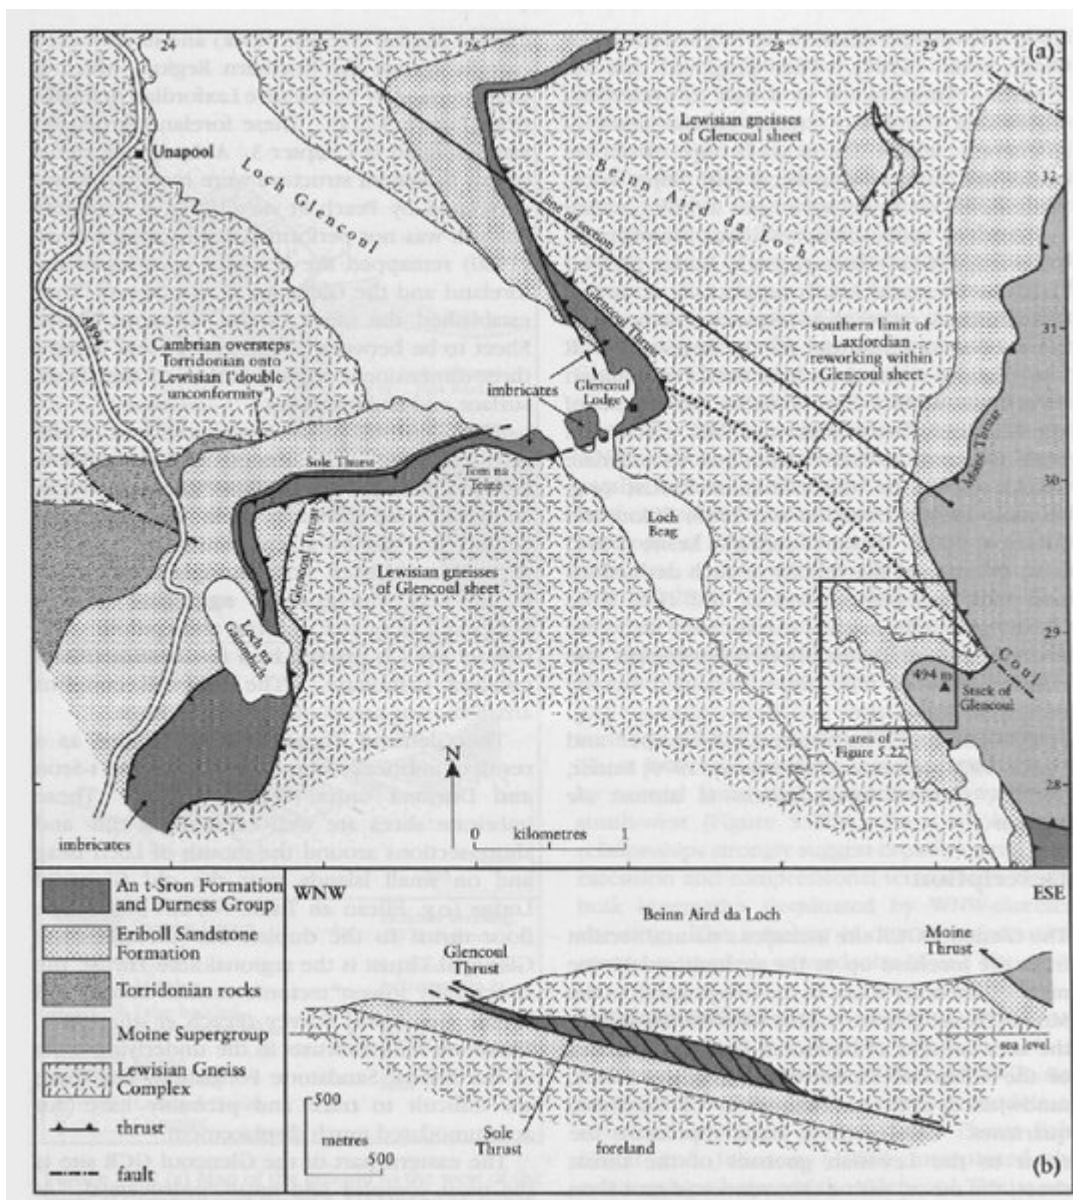 24
25
26
27
28
29
(a)
Unapool
Loch Glencoul
Lewisian gneisses
of Glencoul sheet
Beinn Aird da Loch
line of section
Glencoul Thrust
31
A894
Cambrian oversteps
Torridonian onto
Lewisian ('double
unconformity')
southern limit of
Laxfordian
reworking within
Glencoul sheet
imbricates
Glencoul
Lodge
Moine Thrust
Sole Thurst
Tom na
30
Loch
Beag
Glen
Glencoul Thrust
Lewisian gneisses
of Glencoul sheet
Loch na
29
Coul
494 m
Stack of
Glencoul
area of
Figure 5.22
N
28
0 kilometres 1
imbricates
An t-Sron Formation
and Durness Group
Eriboll Sandstone
Formation
Torridonian rocks
Moine Supergroup
Lewisian Gneiss
Complex
thrust
fault
WNW
ESE
Beinn Aird da Loch
Moine
Thrust
Glencoul
Thrust
sea level
500
metres
500
Sole
Thrust
foreland
(b)